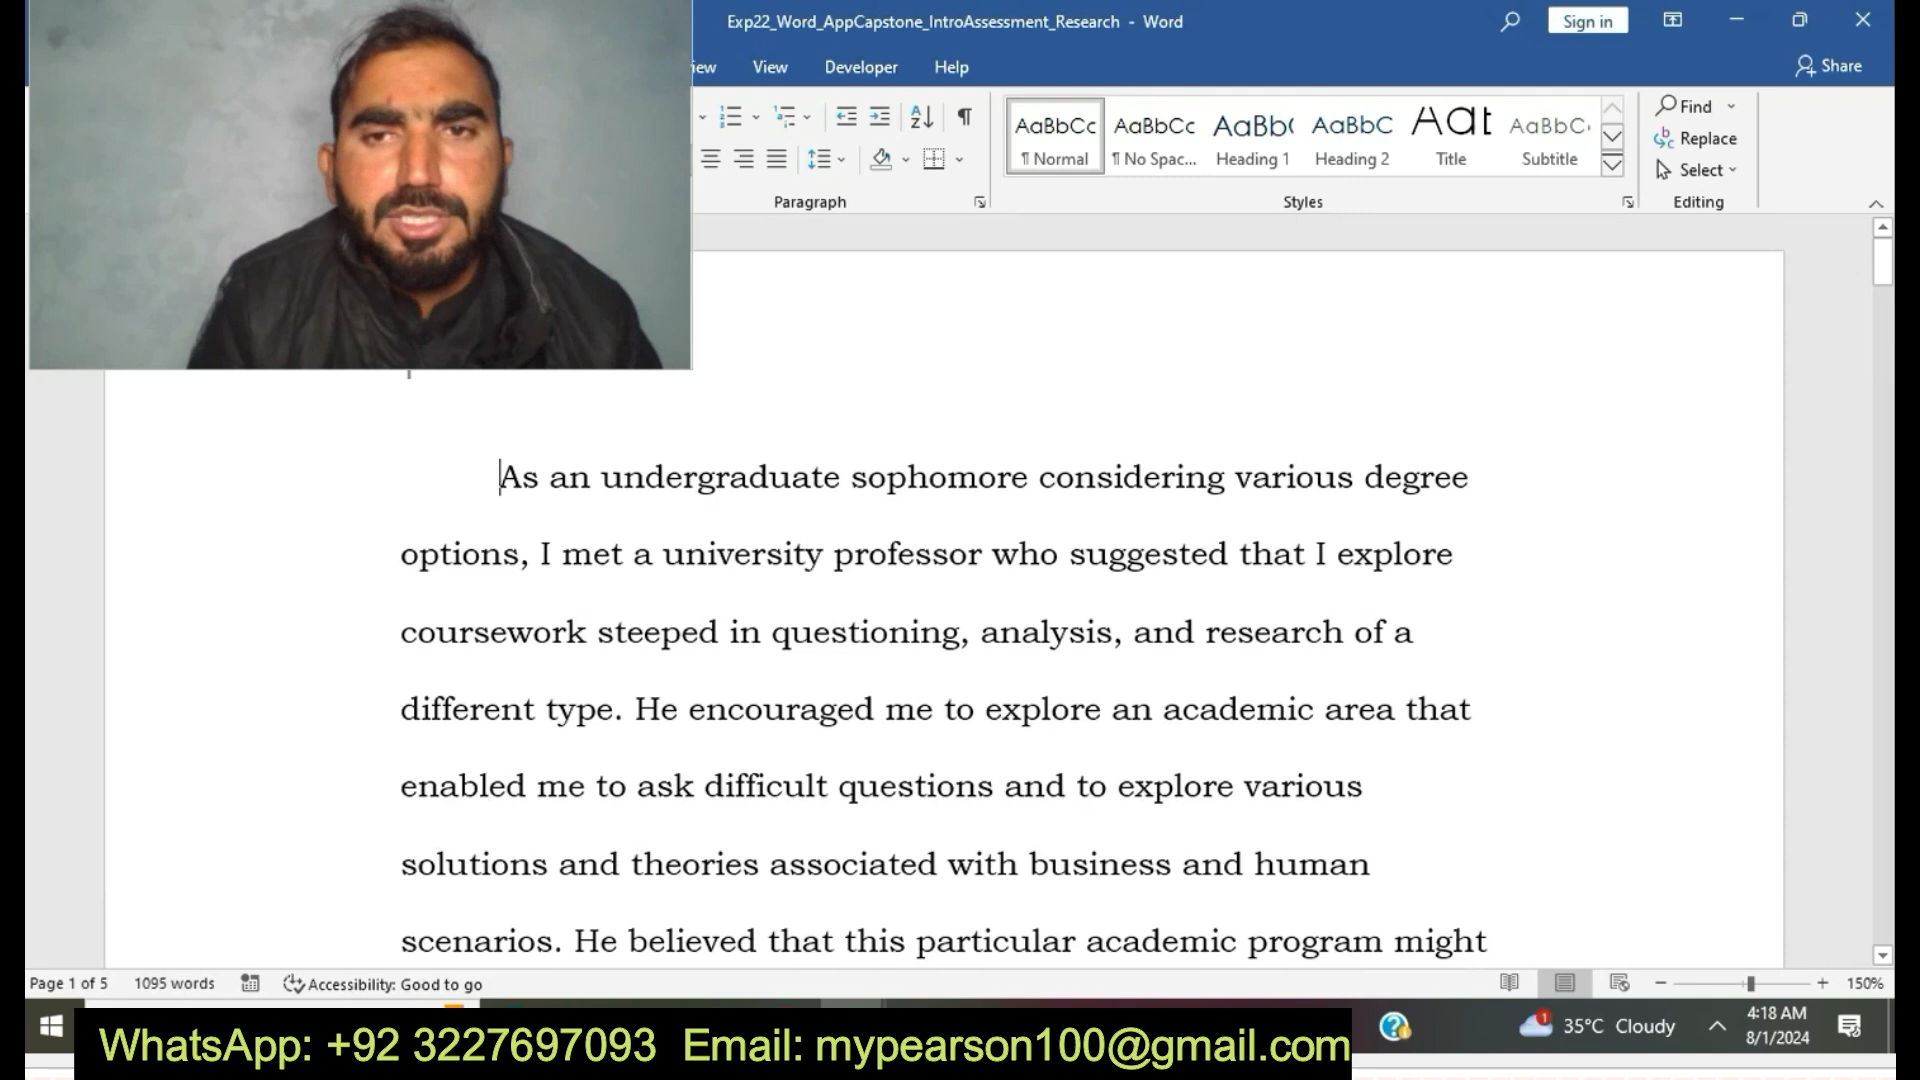 Exp22_Word_AppCapstone_IntroAssessment_Research - Word
Sign in
iew View Developer Help
Share
AaBbCc AaBbCc AaBb( AaBbC Aat AaBbC
¶ Normal ¶ No Spac... Heading 1 Heading 2 Title Subtitle
Find
Replace
Select
Paragraph Styles Editing
As an undergraduate sophomore considering various degree
options, I met a university professor who suggested that I explore
coursework steeped in questioning, analysis, and research of a
different type. He encouraged me to explore an academic area that
enabled me to ask difficult questions and to explore various
solutions and theories associated with business and human
scenarios. He believed that this particular academic program might
Page 1 of 5 1095 words Accessibility: Good to go 150%
1 35°C Cloudy 4:18 AM
8/1/2024
WhatsApp: +92 3227697093 Email: mypearson100@gmail.com